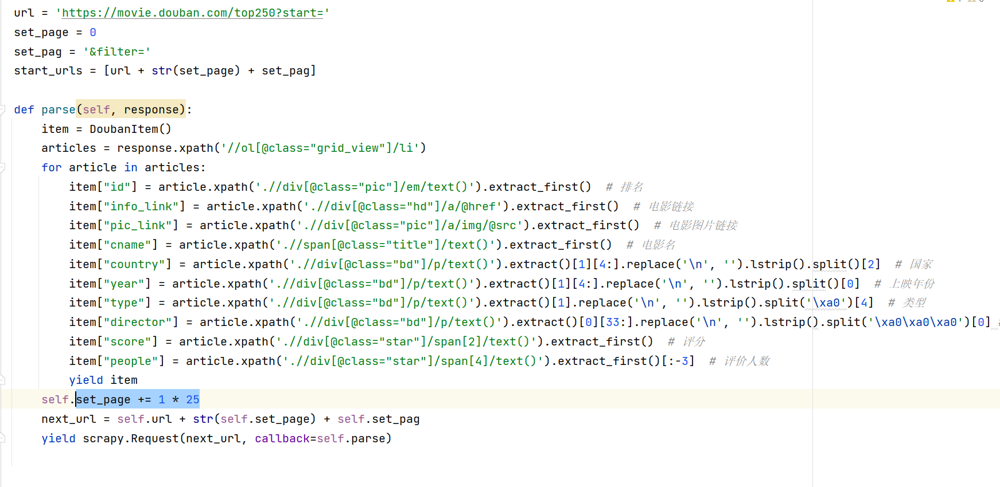 url = 'https://movie.douban.com/top250?start='
set_page = 0
set_pag = '&filter='
start_urls = [url + str(set_page) + set_pag]
def parse(self, response):
    item = DoubanItem()
    articles = response.xpath('//ol[@class="grid_view"]/li')
    for article in articles:
        item["id"] = article.xpath('.//div[@class="pic"]/em/text()').extract_first()  # 排名
        item["info_link"] = article.xpath('.//div[@class="hd"]/a/@href').extract_first()  # 电影链接
        item["pic_link"] = article.xpath('.//div[@class="pic"]/a/img/@src').extract_first()  # 电影图片链接
        item["cname"] = article.xpath('.//span[@class="title"]/text()').extract_first()  # 电影名
        item["country"] = article.xpath('.//div[@class="bd"]/p/text()').extract()[1][4:].replace('\n', '').lstrip().split()[2]  # 国家
        item["year"] = article.xpath('.//div[@class="bd"]/p/text()').extract()[1][4:].replace('\n', '').lstrip().split()[0]  # 上映年份
        item["type"] = article.xpath('.//div[@class="bd"]/p/text()').extract()[1].replace('\n', '').lstrip().split('\xa0')[4]  # 类型
        item["director"] = article.xpath('.//div[@class="bd"]/p/text()').extract()[0][33:].replace('\n', '').lstrip().split('\xa0\xa0\xa0')[0]
        item["score"] = article.xpath('.//div[@class="star"]/span[2]/text()').extract_first()  # 评分
        item["people"] = article.xpath('.//div[@class="star"]/span[4]/text()').extract_first()[:-3]  # 评价人数
        yield item
    self.set_page += 1 * 25
    next_url = self.url + str(self.set_page) + self.set_pag
    yield scrapy.Request(next_url, callback=self.parse)